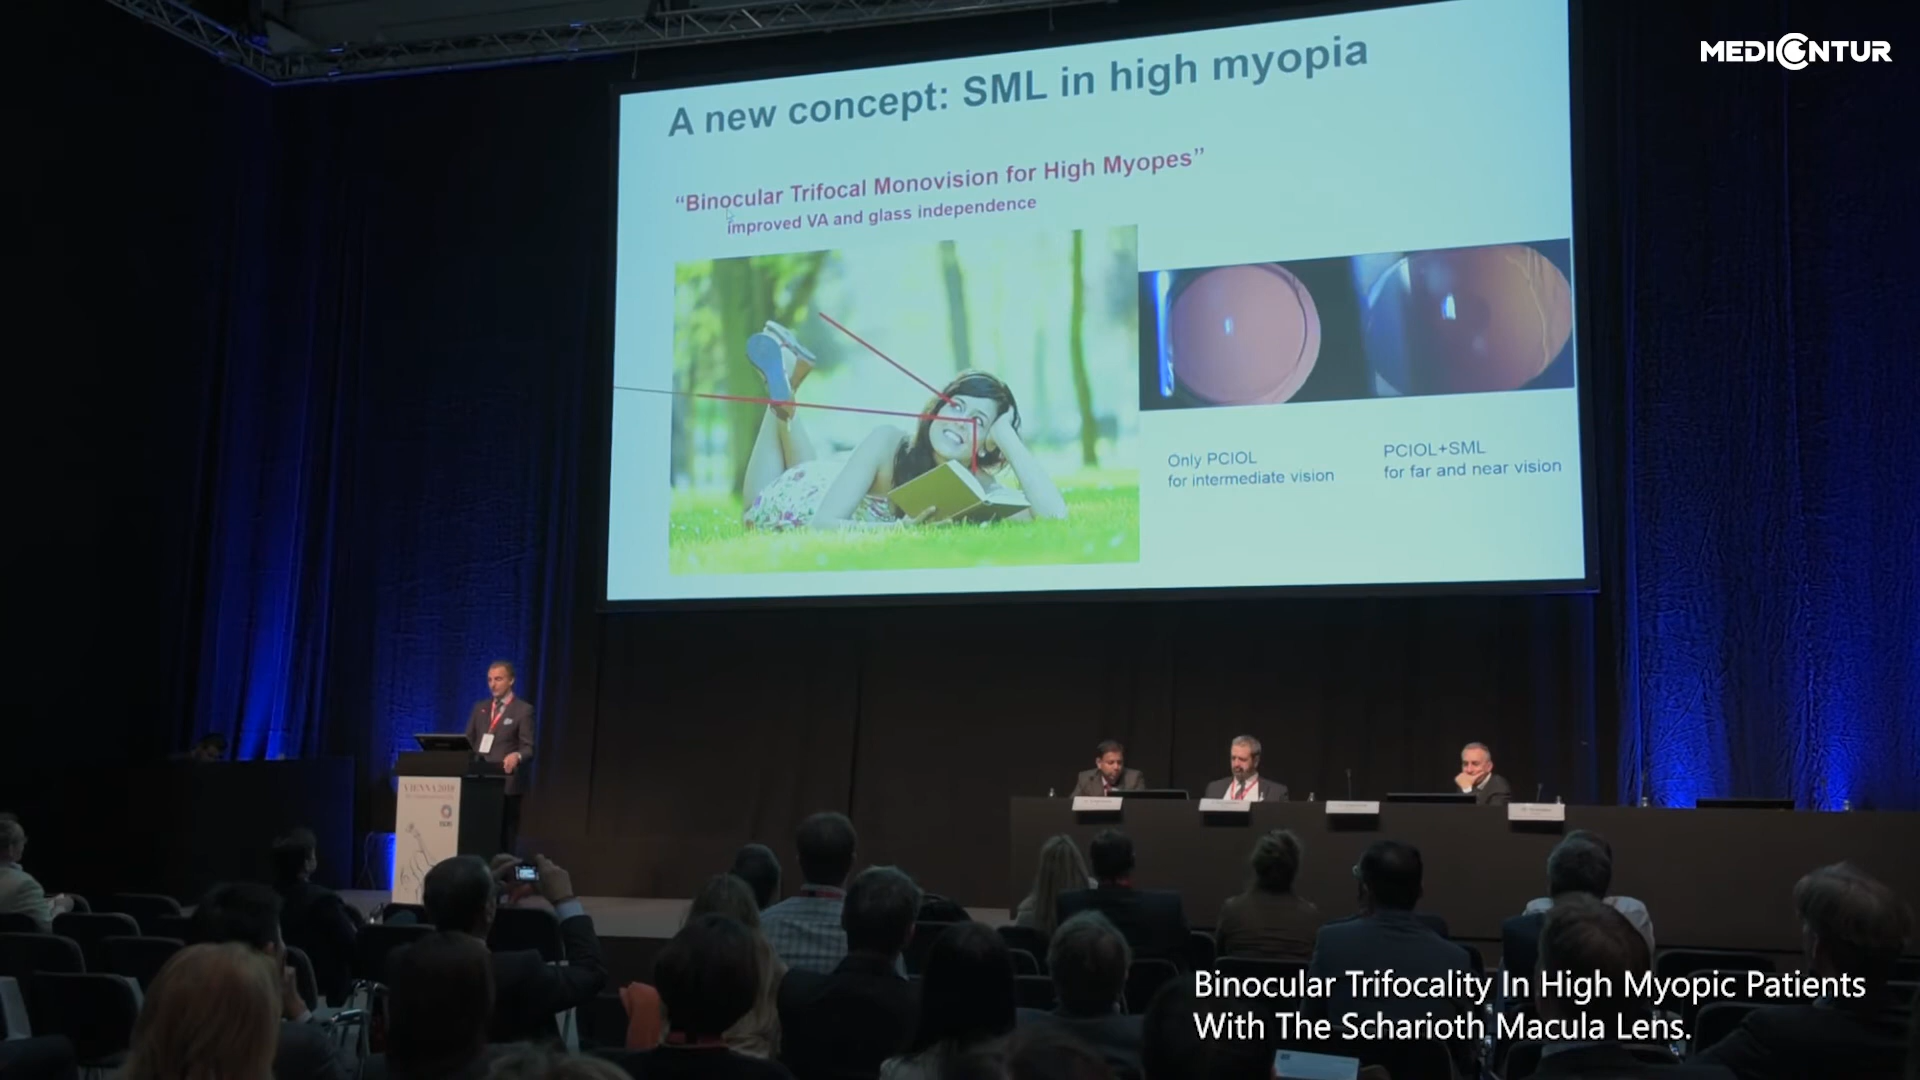 MEDICONTUR
A new concept: SML in high myopia
“Binocular Trifocal Monovision for High Myopes”
improved VA and glass independence
Only PCIOL
for intermediate vision
PCIOL+SML
for far and near vision
VIENNA 2018
Binocular Trifocality In High Myopic Patients
With The Scharioth Macula Lens.